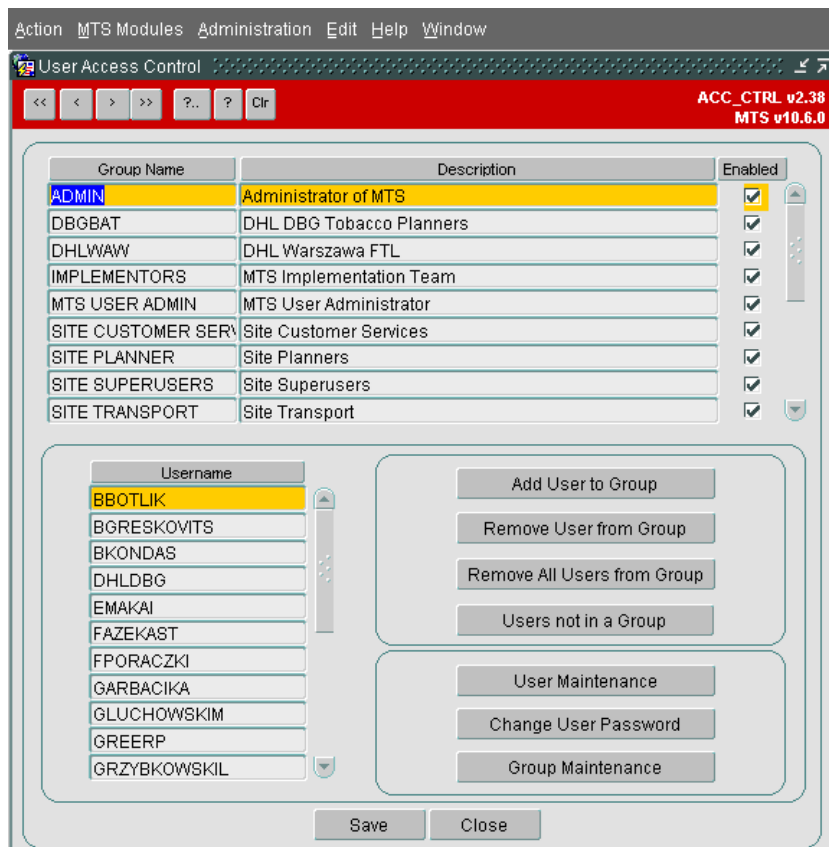 Action MTS Modules Administration Edit Help Window
User Access Control
<< < > >> ?.. ? Clr ACC_CTRL v2.38
MTS v10.6.0
Group Name Description Enabled
ADMIN Administrator of MTS
DBGBAT DHL DBG Tobacco Planners
DHLWAW DHL Warszawa FTL
IMPLEMENTORS MTS Implementation Team
MTS USER ADMIN MTS User Administrator
SITE CUSTOMER SERV Site Customer Services
SITE PLANNER Site Planners
SITE SUPERUSERS Site Superusers
SITE TRANSPORT Site Transport
Username
BBOTLIK
BGRESKOVITS
BKONDAS
DHLDBG
EMAKAI
FAZEKAST
FPORACZKI
GARBACIKA
GLUCHOWSKIM
GREERP
GRZYBKOWSKIL
Add User to Group
Remove User from Group
Remove All Users from Group
Users not in a Group
User Maintenance
Change User Password
Group Maintenance
Save Close